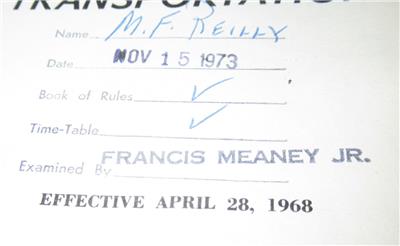 TRANSPORTATION
Name M. F. REILLY
Date NOV 15 1973
Book of Rules ✓
Time-Table ✓
Examined By FRANCIS MEANEY JR.
EFFECTIVE APRIL 28, 1968